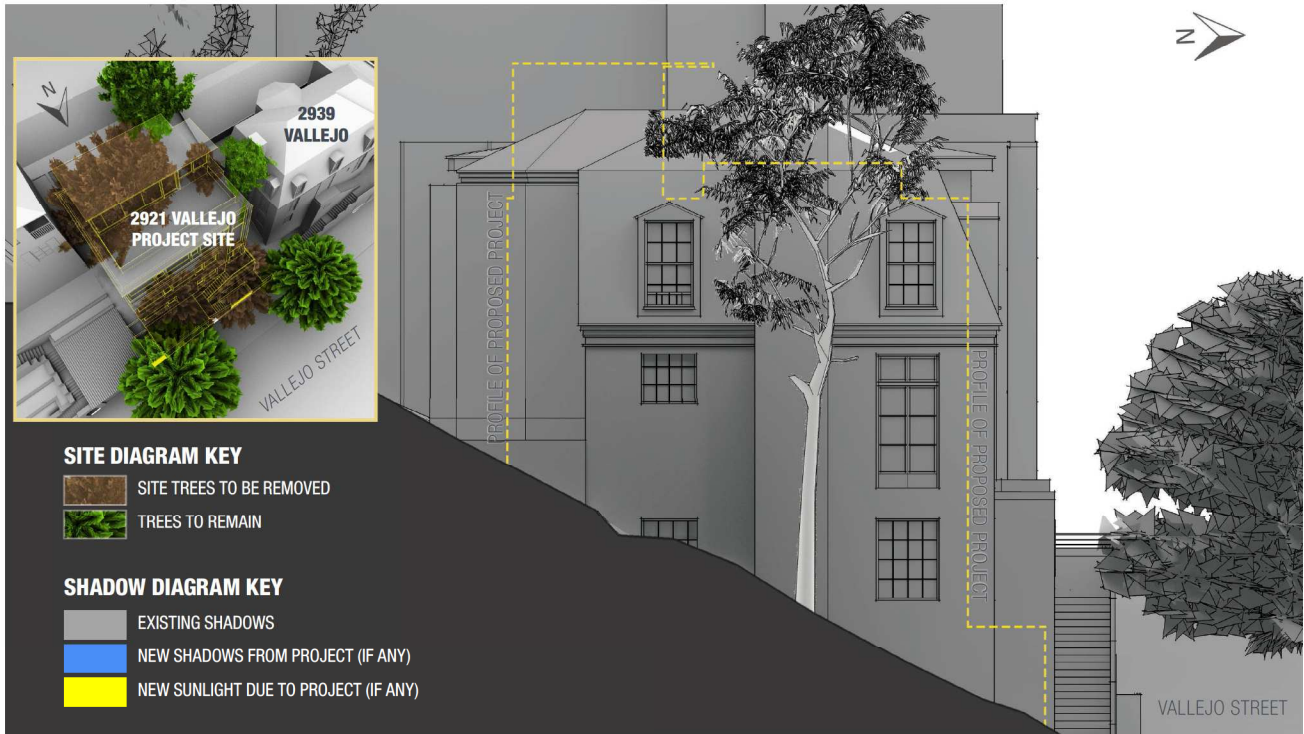 N
2939
VALLEJO
2921 VALLEJO
PROJECT SITE
VALLEJO STREET
SITE DIAGRAM KEY
SITE TREES TO BE REMOVED
TREES TO REMAIN
SHADOW DIAGRAM KEY
EXISTING SHADOWS
NEW SHADOWS FROM PROJECT (IF ANY)
NEW SUNLIGHT DUE TO PROJECT (IF ANY)
PROFILE OF PROPOSED PROJECT
PROFILE OF PROPOSED PROJECT
N
VALLEJO STREET